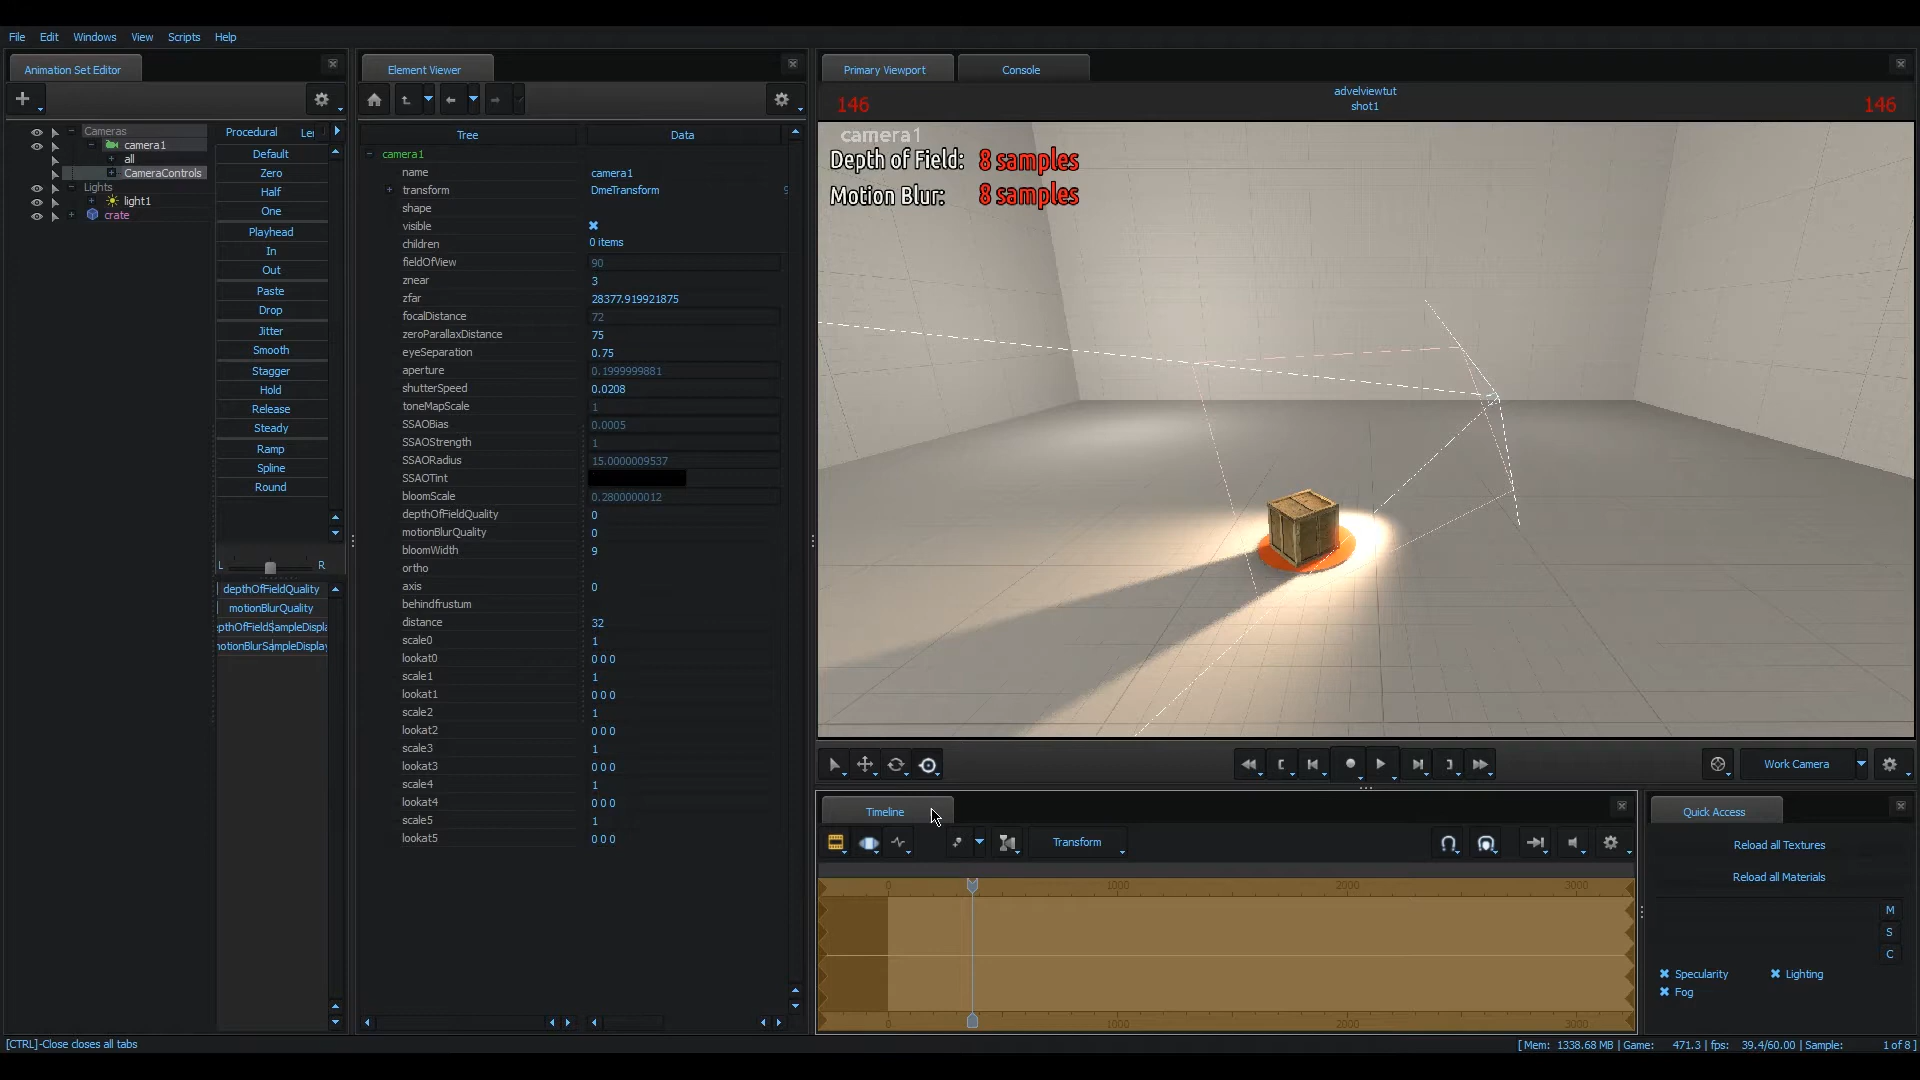 File Edit Windows View Scripts Help
Animation Set Editor
Cameras
camera1
all
CameraControls
Lights
light1
crate
Procedural
Default
Zero
Half
One
Playhead
In
Out
Paste
Drop
Jitter
Smooth
Stagger
Hold
Release
Steady
Ramp
Spline
Round
L R
depthOfFieldQuality
motionBlurQuality
pthOfFieldSampleDispla
otionBlurSampleDisplay
Element Viewer
Tree Data
camera1
name camera1
transform DmeTransform
shape
visible
children 0 items
fieldOfView 90
znear 3
zfar 28377.919921875
focalDistance 72
zeroParallaxDistance 75
eyeSeparation 0.75
aperture 0.1999999881
shutterSpeed 0.0208
toneMapScale 1
SSAOBias 0.0005
SSAOStrength 1
SSAORadius 15.0000009537
SSAOTint
bloomScale 0.2800000012
depthOfFieldQuality 0
motionBlurQuality 0
bloomWidth 9
ortho
axis 0
behindfrustum
distance 32
scale0 1
lookat0 0 0 0
scale1 1
lookat1 0 0 0
scale2 1
lookat2 0 0 0
scale3 1
lookat3 0 0 0
scale4 1
lookat4 0 0 0
scale5 1
lookat5 0 0 0
Primary Viewport Console
146 advelviewtut 146
shot1
camera1
Depth of Field: 8 samples
Motion Blur: 8 samples
Work Camera
Timeline
Transform
0 1000 2000 3000
1000 2000 3000
Quick Access
Reload all Textures
Reload all Materials
M
S
C
Specularity Lighting
Fog
[CTRL]-Close closes all tabs
[ Mem: 1338.68 MB | Game: 471.3 | fps: 39.4/60.00 | Sample: 1 of 8 ]